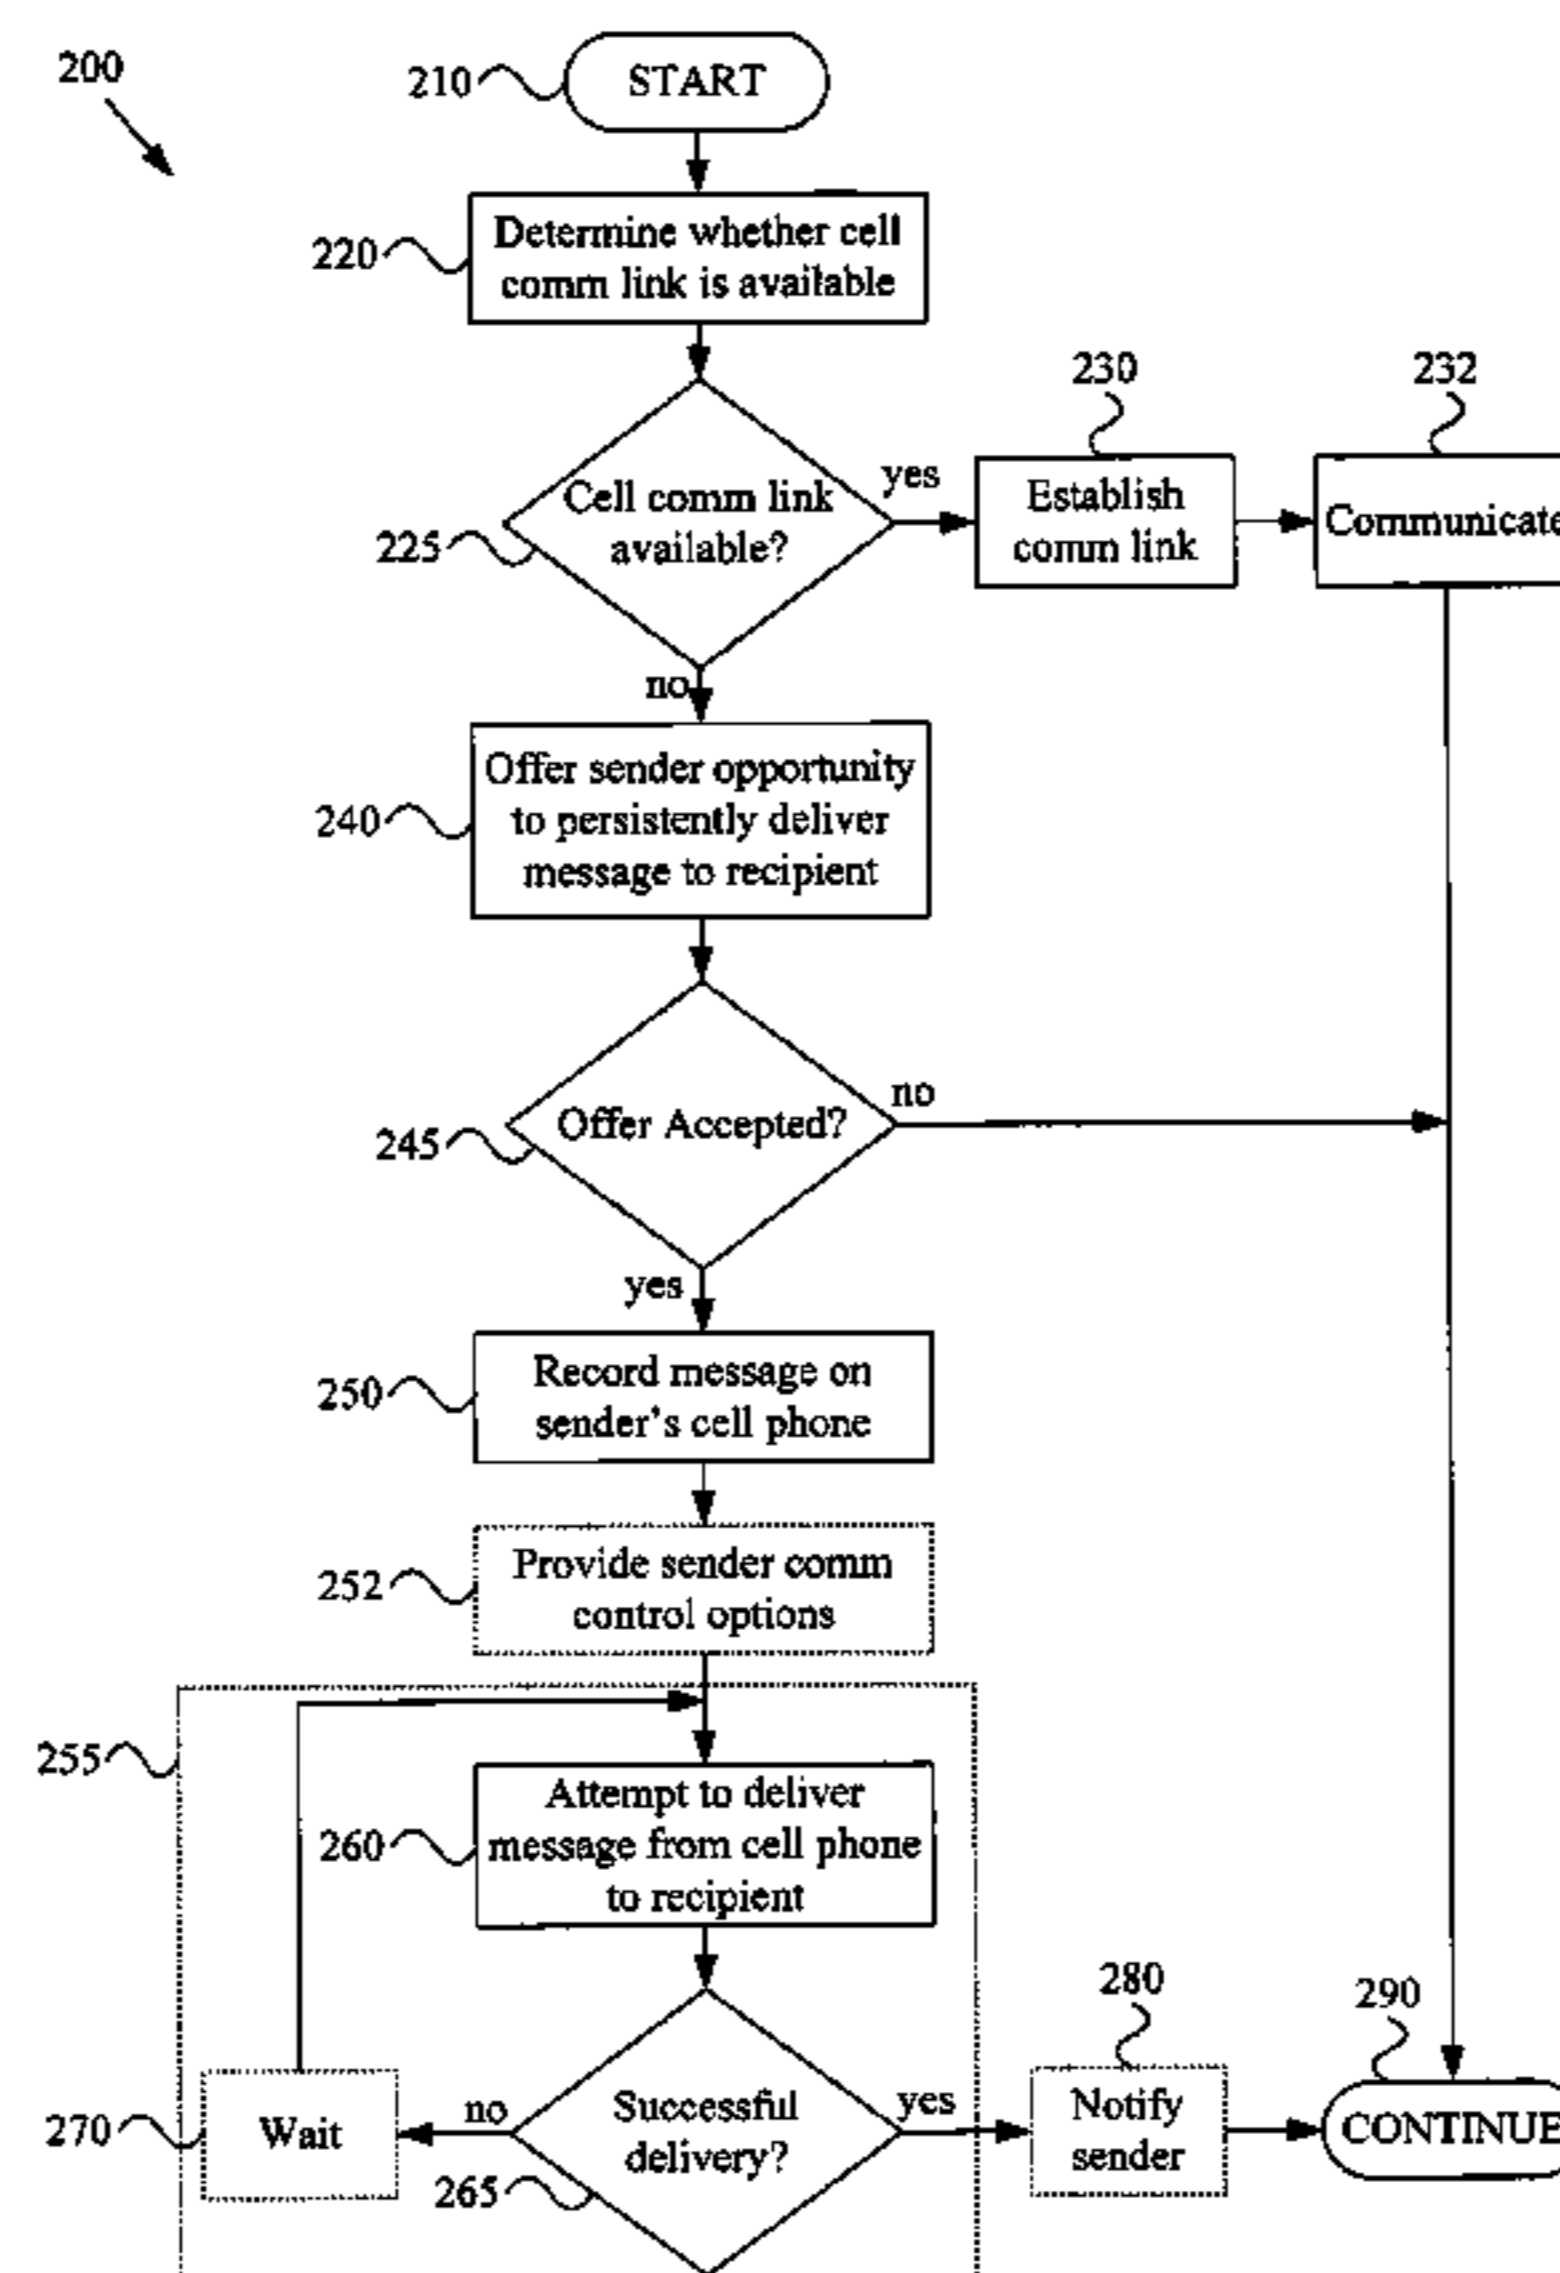 200
210
START
220
Determine whether cell
comm link is available
230
232
225
Cell comm link
available?
yes
Establish
comm link
Communicate
no
240
Offer sender opportunity
to persistently deliver
message to recipient
245
Offer Accepted?
no
yes
250
Record message on
sender's cell phone
252
Provide sender comm
control options
255
260
Attempt to deliver
message from cell phone
to recipient
280
290
270
Wait
no
Successful
delivery?
yes
Notify
sender
CONTINUE
265